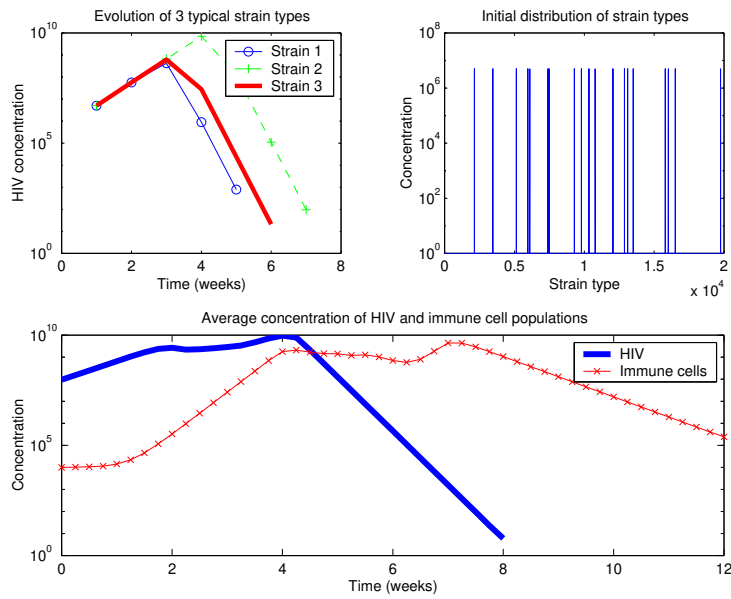 Evolution of 3 typical strain types
HIV concentration
10^10
10^5
10^0
0 2 4 6 8
Time (weeks)
Strain 1
Strain 2
Strain 3
Initial distribution of strain types
Concentration
10^8
10^6
10^4
10^2
10^0
0 0.5 1 1.5 2
Strain type
x 10^4
Average concentration of HIV and immune cell populations
Concentration
10^10
10^5
10^0
0 2 4 6 8 10 12
Time (weeks)
HIV
Immune cells